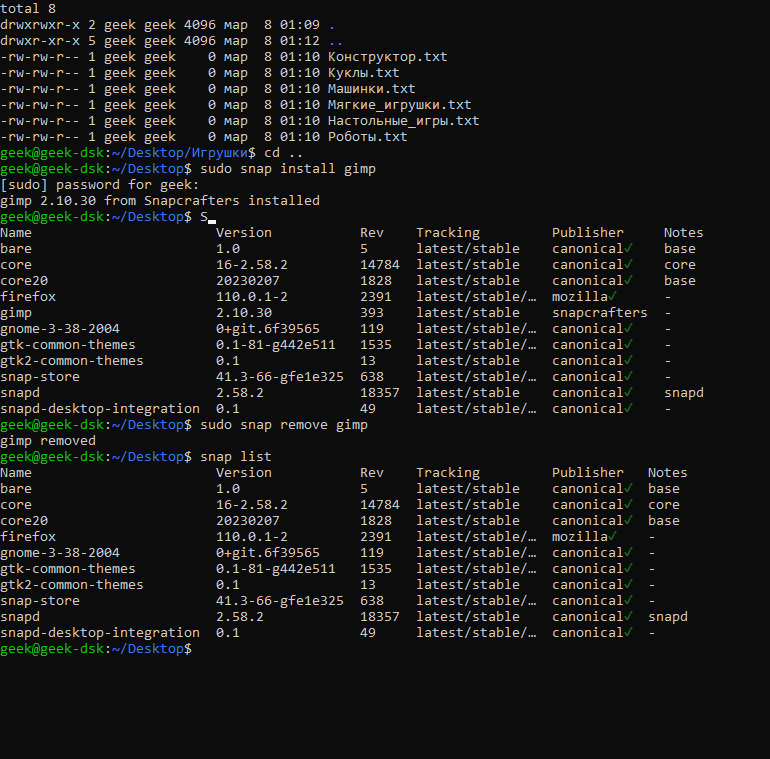 total 8
drwxrwxr-x 2 geek geek 4096 мар  8 01:09 .
drwxr-xr-x 5 geek geek 4096 мар  8 01:12 ..
-rw-rw-r-- 1 geek geek    0 мар  8 01:10 Конструктор.txt
-rw-rw-r-- 1 geek geek    0 мар  8 01:10 Куклы.txt
-rw-rw-r-- 1 geek geek    0 мар  8 01:10 Машинки.txt
-rw-rw-r-- 1 geek geek    0 мар  8 01:10 Мягкие_игрушки.txt
-rw-rw-r-- 1 geek geek    0 мар  8 01:10 Настольные_игры.txt
-rw-rw-r-- 1 geek geek    0 мар  8 01:10 Роботы.txt
geek@geek-dsk:~/Desktop/Игрушки$ cd ..
geek@geek-dsk:~/Desktop$ sudo snap install gimp
[sudo] password for geek:
gimp 2.10.30 from Snapcrafters installed
geek@geek-dsk:~/Desktop$ S
Name                       Version           Rev    Tracking         Publisher     Notes
bare                       1.0               5      latest/stable    canonical✓    base
core                       16-2.58.2         14784  latest/stable    canonical✓    core
core20                     20230207          1828   latest/stable    canonical✓    base
firefox                    110.0.1-2         2391   latest/stable/…  mozilla✓      -
gimp                       2.10.30           393    latest/stable    snapcrafters  -
gnome-3-38-2004            0+git.6f39565     119    latest/stable/…  canonical✓    -
gtk-common-themes          0.1-81-g442e511   1535   latest/stable/…  canonical✓    -
gtk2-common-themes         0.1               13     latest/stable    canonical✓    -
snap-store                 41.3-66-gfe1e325  638    latest/stable/…  canonical✓    -
snapd                      2.58.2            18357  latest/stable    canonical✓    snapd
snapd-desktop-integration  0.1               49     latest/stable/…  canonical✓    -
geek@geek-dsk:~/Desktop$ sudo snap remove gimp
gimp removed
geek@geek-dsk:~/Desktop$ snap list
Name                       Version           Rev    Tracking         Publisher   Notes
bare                       1.0               5      latest/stable    canonical✓  base
core                       16-2.58.2         14784  latest/stable    canonical✓  core
core20                     20230207          1828   latest/stable    canonical✓  base
firefox                    110.0.1-2         2391   latest/stable/…  mozilla✓    -
gnome-3-38-2004            0+git.6f39565     119    latest/stable/…  canonical✓  -
gtk-common-themes          0.1-81-g442e511   1535   latest/stable/…  canonical✓  -
gtk2-common-themes         0.1               13     latest/stable    canonical✓  -
snap-store                 41.3-66-gfe1e325  638    latest/stable/…  canonical✓  -
snapd                      2.58.2            18357  latest/stable    canonical✓  snapd
snapd-desktop-integration  0.1               49     latest/stable/…  canonical✓  -
geek@geek-dsk:~/Desktop$